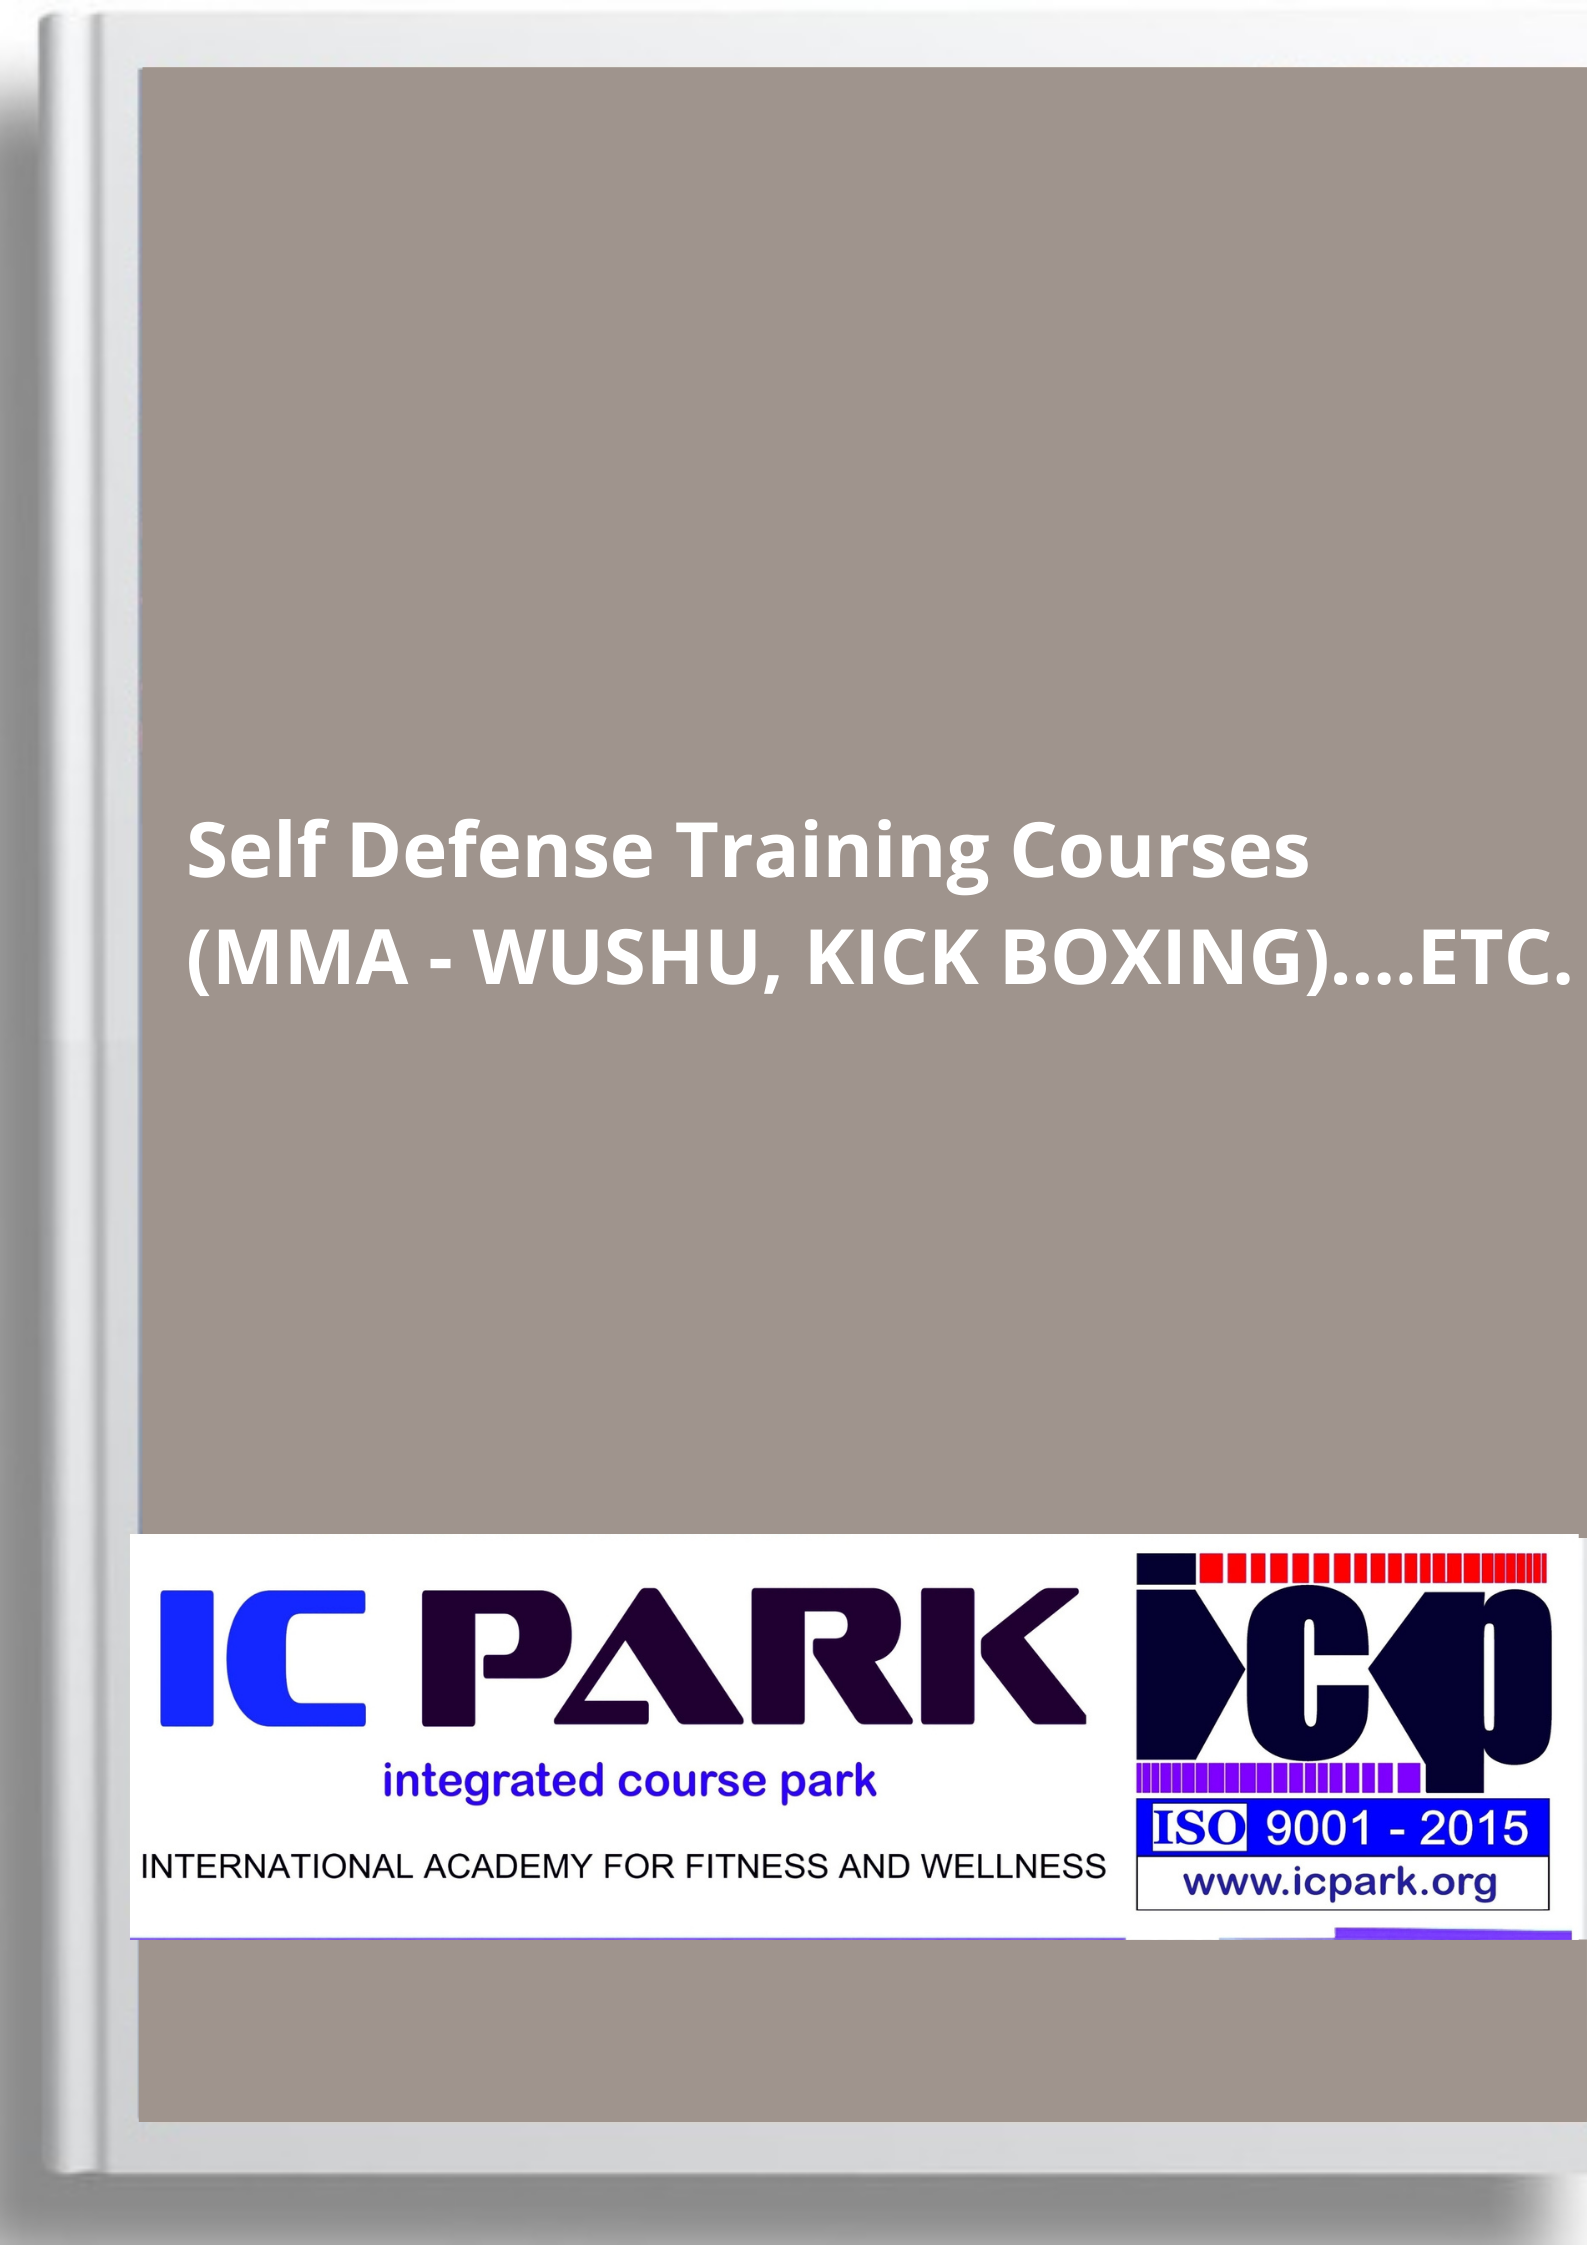 Self Defense Training Courses
(MMA - WUSHU, KICK BOXING)....ETC.
IC PARK
integrated course park
INTERNATIONAL ACADEMY FOR FITNESS AND WELLNESS
icp
ISO 9001 - 2015
www.icpark.org